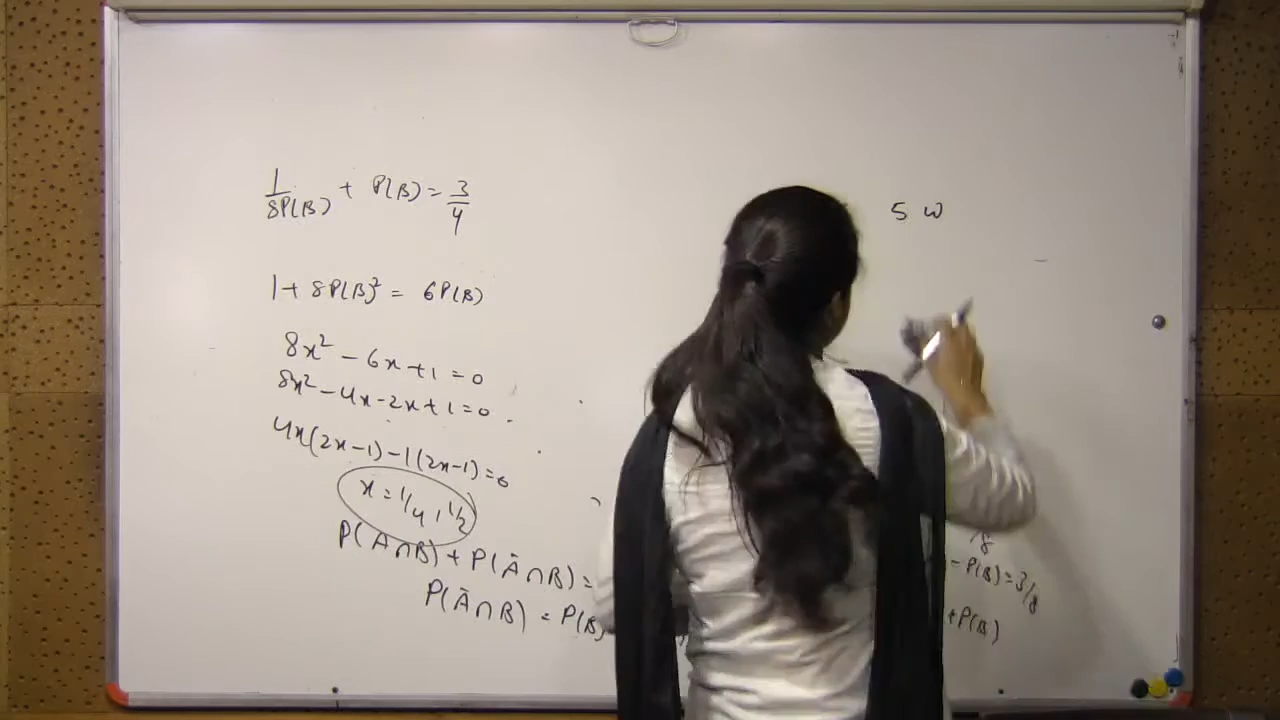 1/8P(B) + P(B) = 3/4
1 + 8P(B)² = 6P(B)
8x² - 6x + 1 = 0
8x² - 4x - 2x + 1 = 0
4x(2x-1) - 1(2x-1) = 0
x = 1/4, 1/2
P(A∩B) + P(Ā∩B) =
P(Ā∩B) = P(B)
5 W
/8
- P(B) = 3/8
+ P(B)